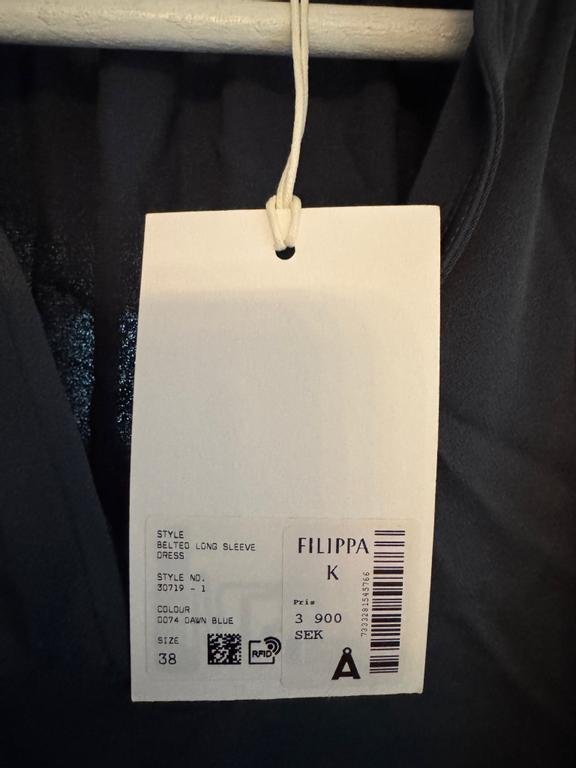 STYLE
BELTED LONG SLEEVE
DRESS
STYLE NO.
30719 - 1
COLOUR
0074 DAWN BLUE
SIZE
38
RFID
FILIPPA
K
Pris
3 900
SEK
Å
7333281545766